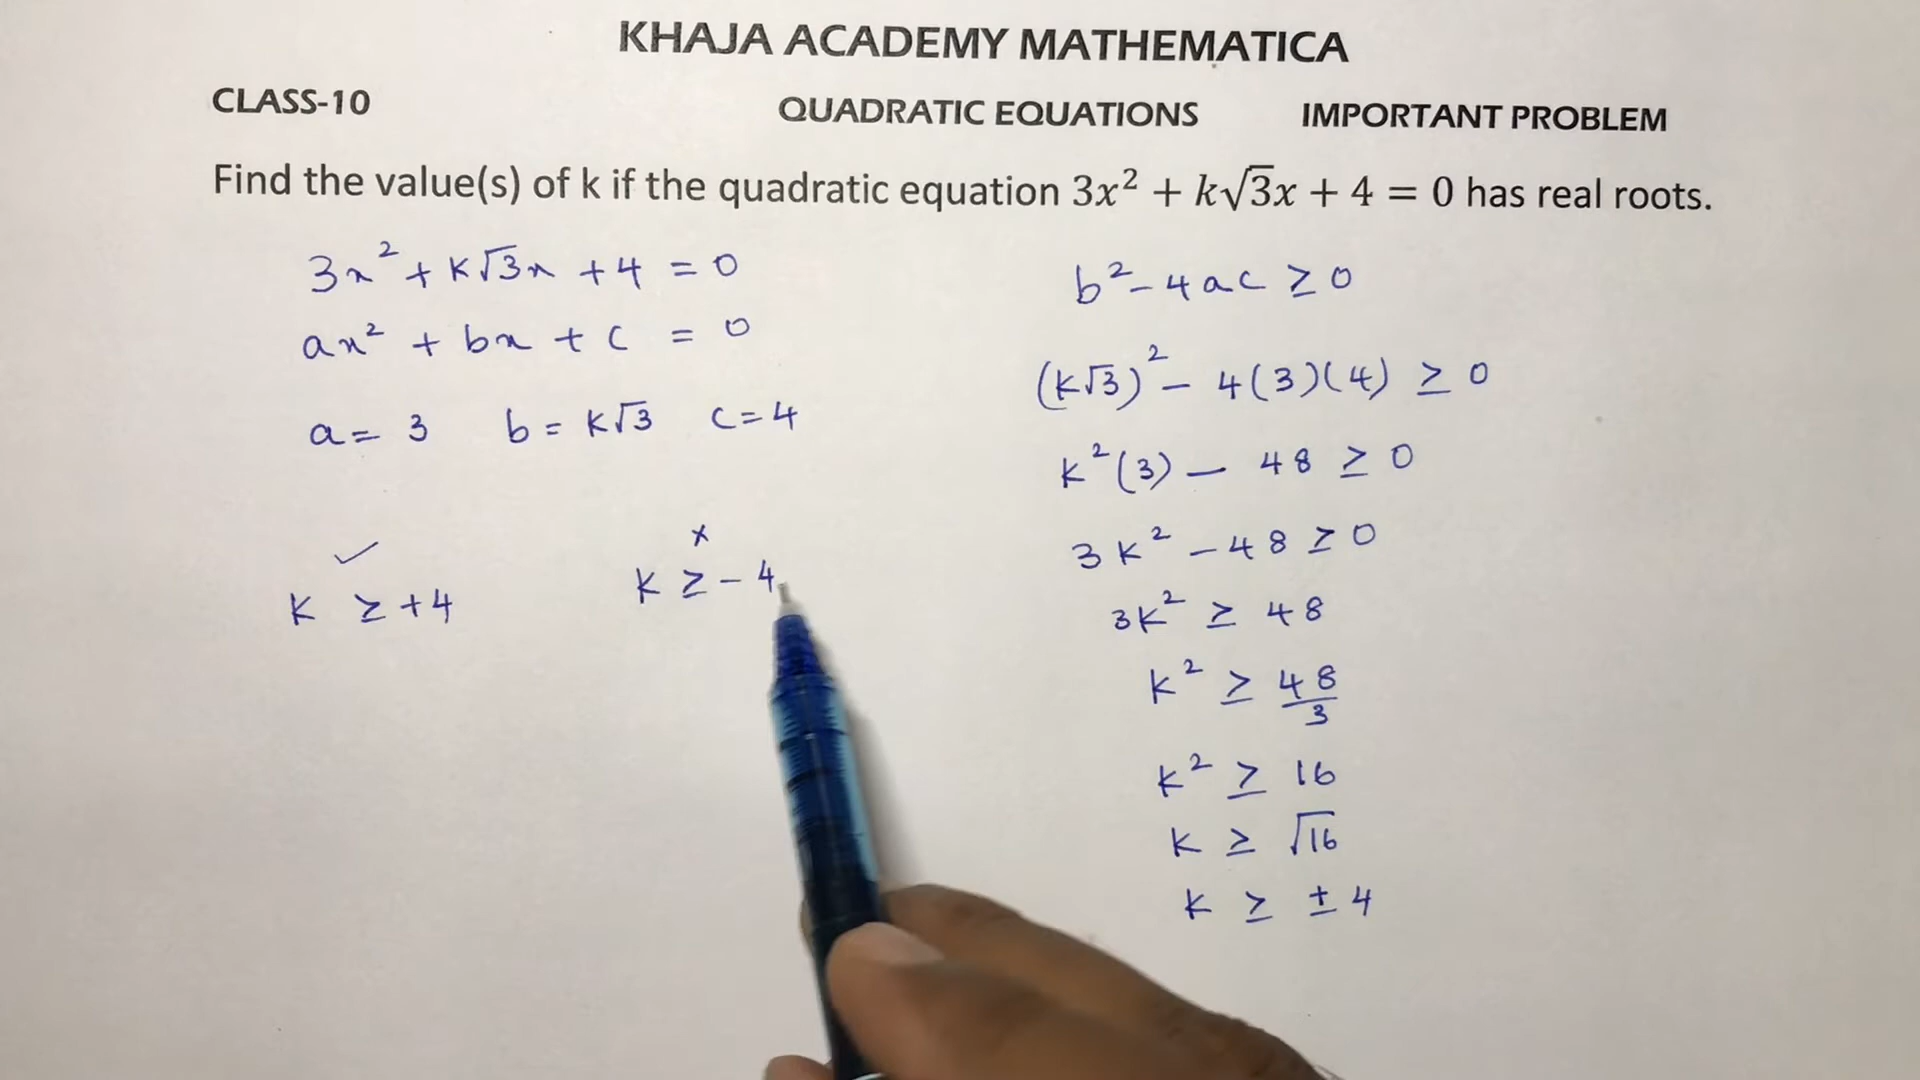 KHAJA ACADEMY MATHEMATICA
CLASS-10 QUADRATIC EQUATIONS IMPORTANT PROBLEM
Find the value(s) of k if the quadratic equation 3x² + k√3x + 4 = 0 has real roots.
3x² + k√3x + 4 = 0
ax² + bx + c = 0
a = 3 b = k√3 c = 4
✓ ×
k ≥ +4 k ≥ -4
b² - 4ac ≥ 0
(k√3)² - 4(3)(4) ≥ 0
k²(3) - 48 ≥ 0
3k² - 48 ≥ 0
3k² ≥ 48
k² ≥ 48/3
k² ≥ 16
k ≥ √16
k ≥ ±4